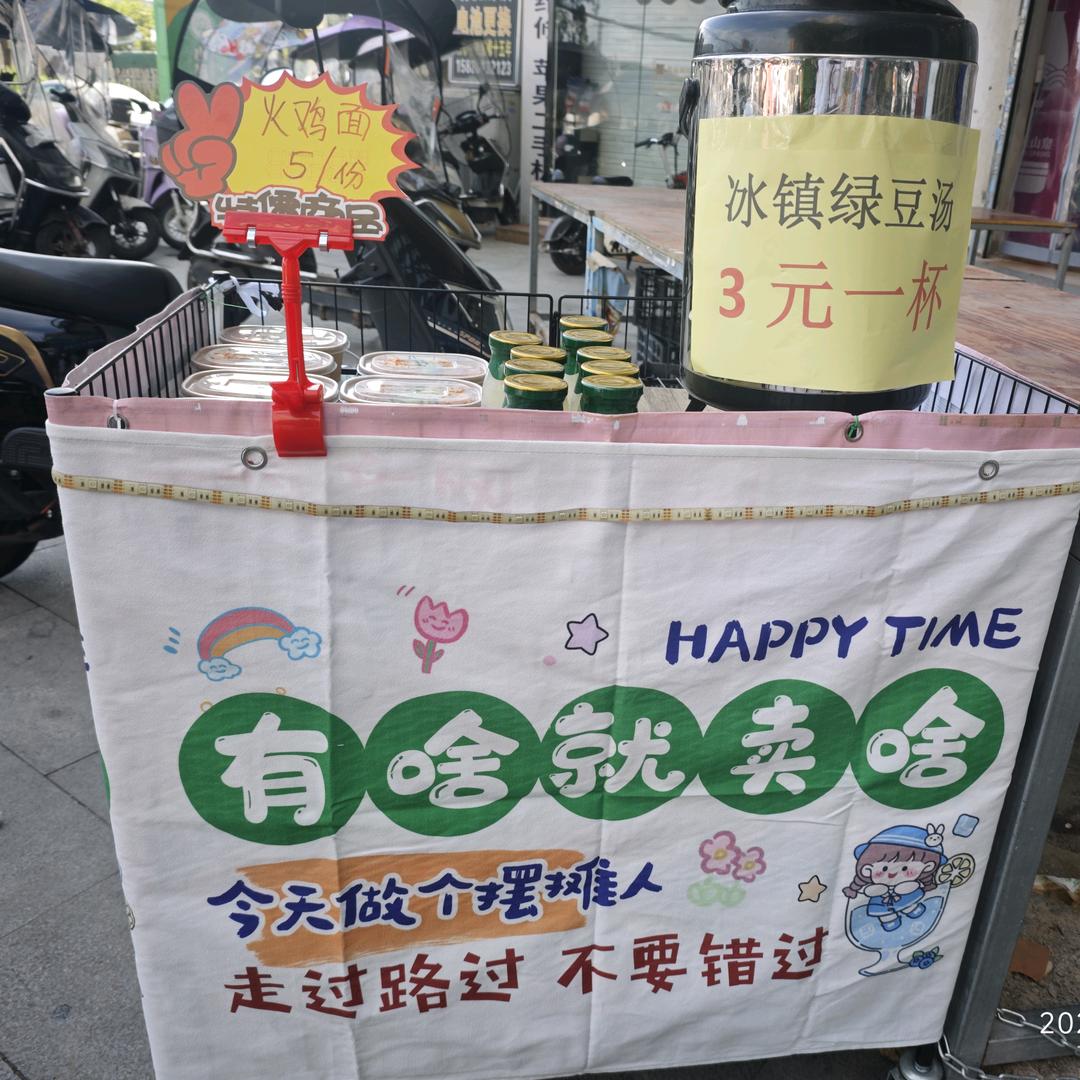 火鸡面
5/份
冰镇绿豆汤
3元一杯
HAPPY TIME
有啥就卖啥
今天做个摆摊人
走过路过 不要错过
202